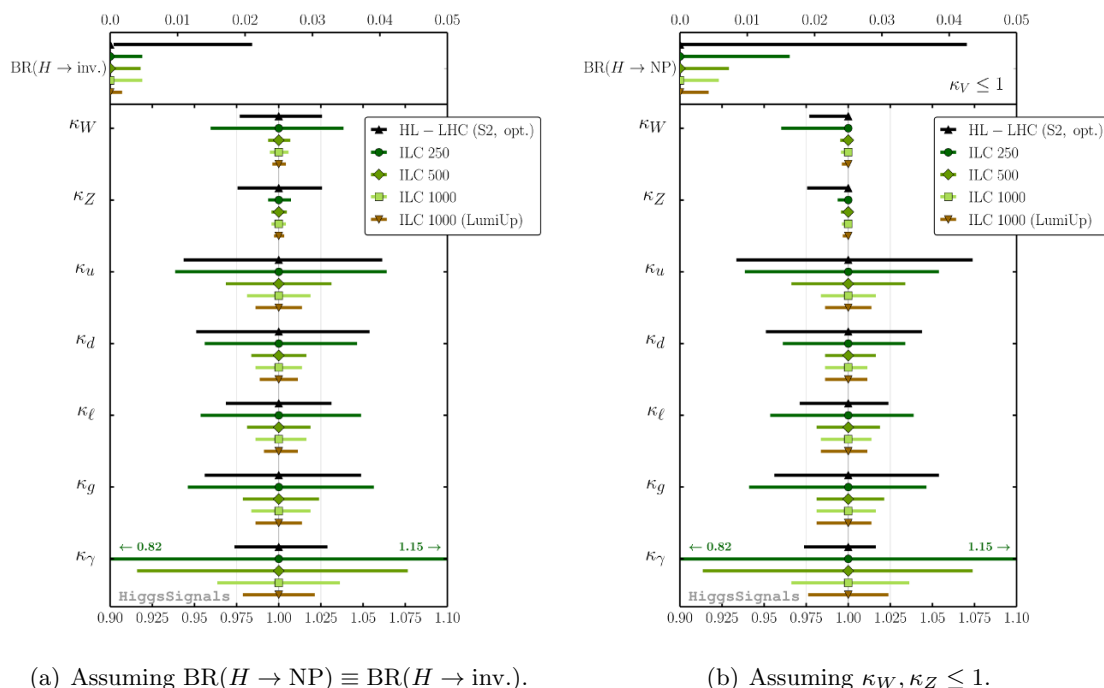 0.0 0.01 0.02 0.03 0.04 0.05
BR(H → inv.)
κW
κZ
κu
κd
κℓ
κg
κγ
HL − LHC (S2, opt.)
ILC 250
ILC 500
ILC 1000
ILC 1000 (LumiUp)
← 0.82 1.15 →
HiggsSignals
0.90 0.925 0.975 1.00 1.025 1.050 1.075 1.10
(a) Assuming BR(H → NP) ≡ BR(H → inv.).
0.0 0.01 0.02 0.03 0.04 0.05
BR(H → NP)
κV ≤ 1
κW
κZ
κu
κd
κℓ
κg
κγ
HL − LHC (S2, opt.)
ILC 250
ILC 500
ILC 1000
ILC 1000 (LumiUp)
← 0.82 1.15 →
HiggsSignals
0.90 0.925 0.975 1.00 1.025 1.050 1.075 1.10
(b) Assuming κW, κZ ≤ 1.